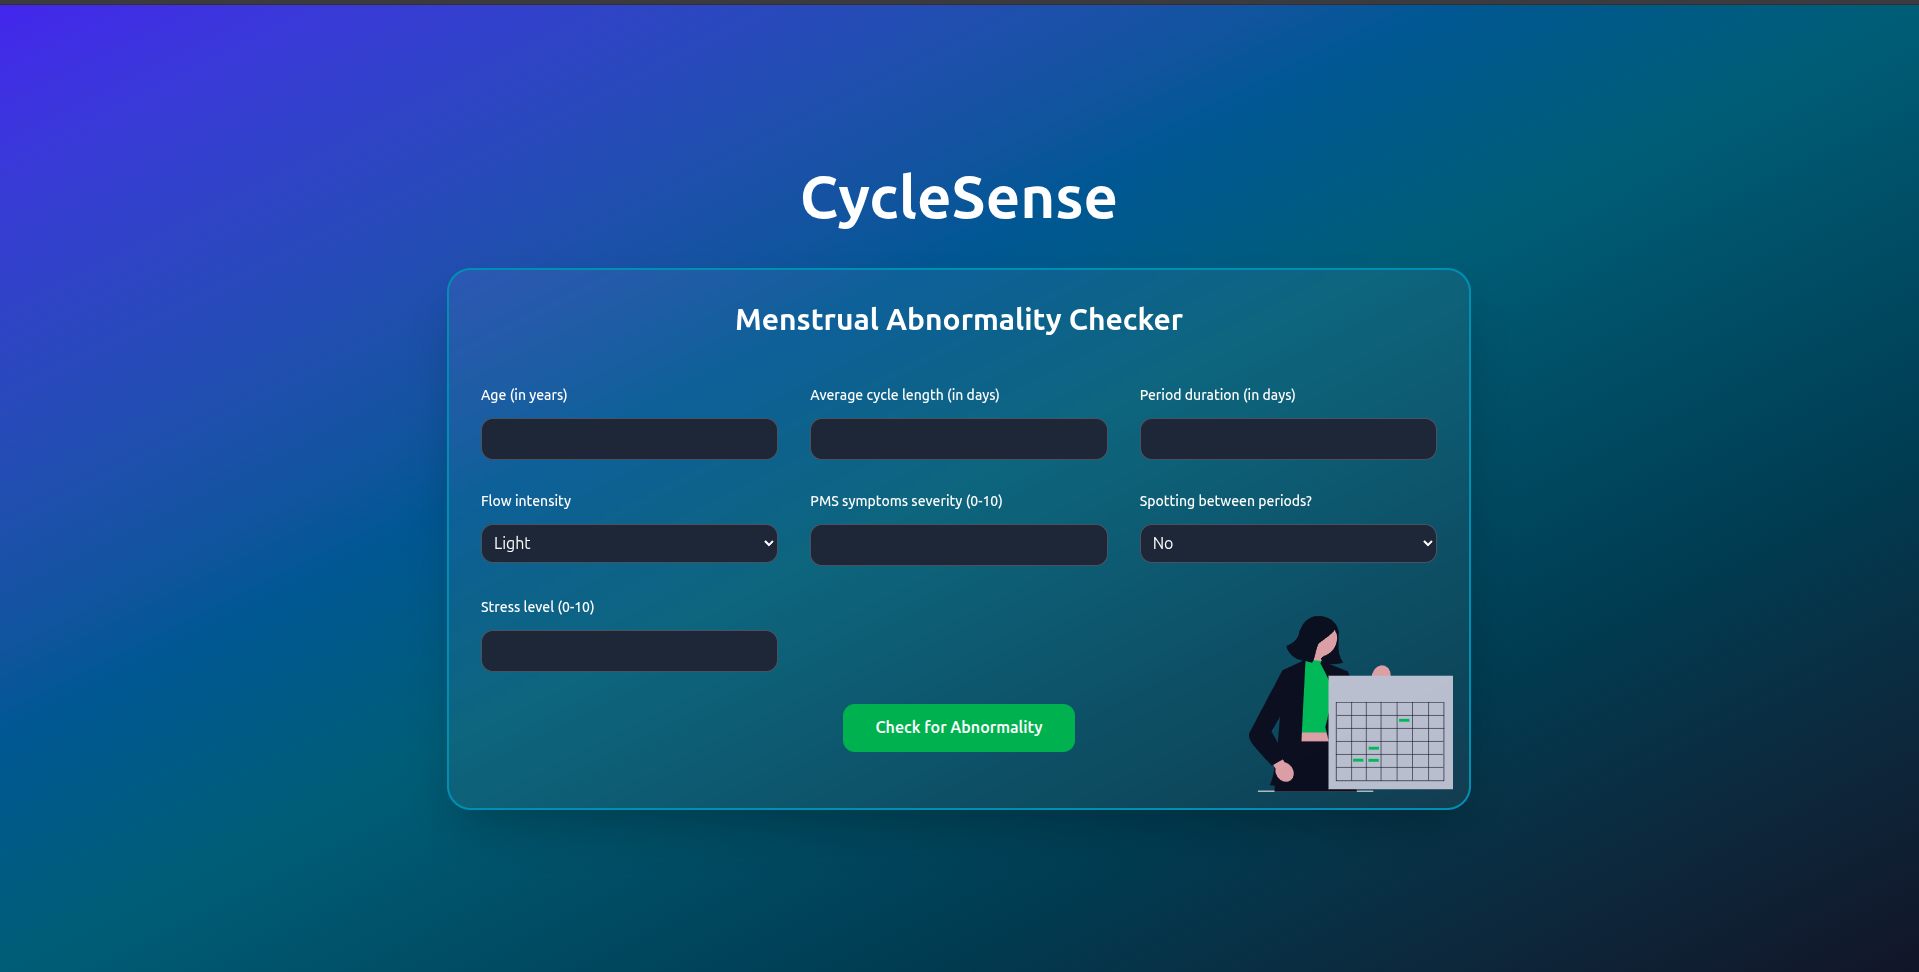 CycleSense
Menstrual Abnormality Checker
Age (in years)
Average cycle length (in days)
Period duration (in days)
Flow intensity
PMS symptoms severity (0-10)
Spotting between periods?
Light
No
Stress level (0-10)
Check for Abnormality